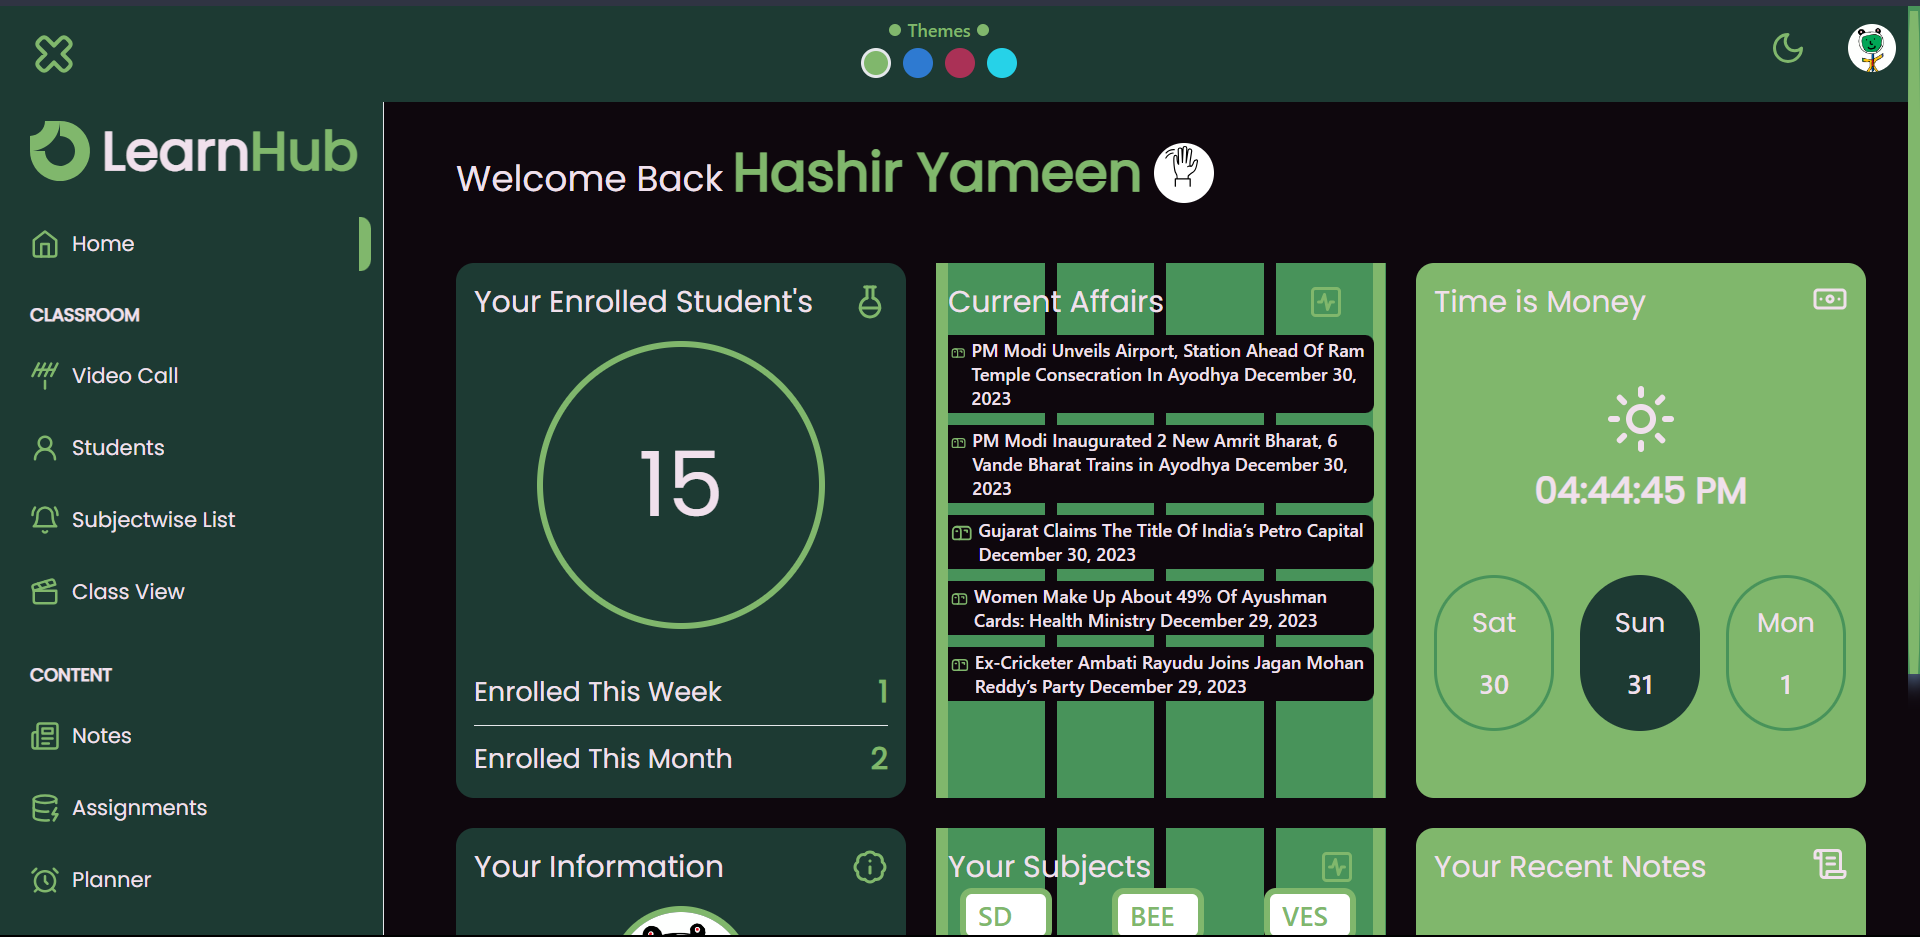 Themes
LearnHub
Home
CLASSROOM
Video Call
Students
Subjectwise List
Class View
CONTENT
Notes
Assignments
Planner
Welcome Back Hashir Yameen
Your Enrolled Student's
15
Enrolled This Week 1
Enrolled This Month 2
Current Affairs
PM Modi Unveils Airport, Station Ahead Of Ram
Temple Consecration In Ayodhya December 30,
2023
PM Modi Inaugurated 2 New Amrit Bharat, 6
Vande Bharat Trains in Ayodhya December 30,
2023
Gujarat Claims The Title Of India’s Petro Capital
December 30, 2023
Women Make Up About 49% Of Ayushman
Cards: Health Ministry December 29, 2023
Ex-Cricketer Ambati Rayudu Joins Jagan Mohan
Reddy’s Party December 29, 2023
Time is Money
04:44:45 PM
Sat Sun Mon
30 31 1
Your Information
Your Subjects
SD BEE VES
Your Recent Notes